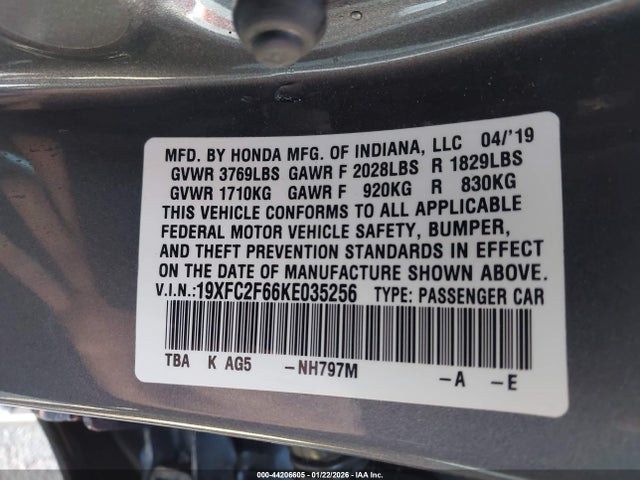 MFD. BY HONDA MFG. OF INDIANA, LLC 04/'19
GVWR 3769LBS GAWR F 2028LBS R 1829LBS
GVWR 1710KG GAWR F 920KG R 830KG
THIS VEHICLE CONFORMS TO ALL APPLICABLE
FEDERAL MOTOR VEHICLE SAFETY, BUMPER,
AND THEFT PREVENTION STANDARDS IN EFFECT
ON THE DATE OF MANUFACTURE SHOWN ABOVE.
V.I.N.:19XFC2F66KE035256 TYPE: PASSENGER CAR
TBA K AG5 -NH797M -A -E
000-44206605 - 01/22/2026 - IAA Inc.